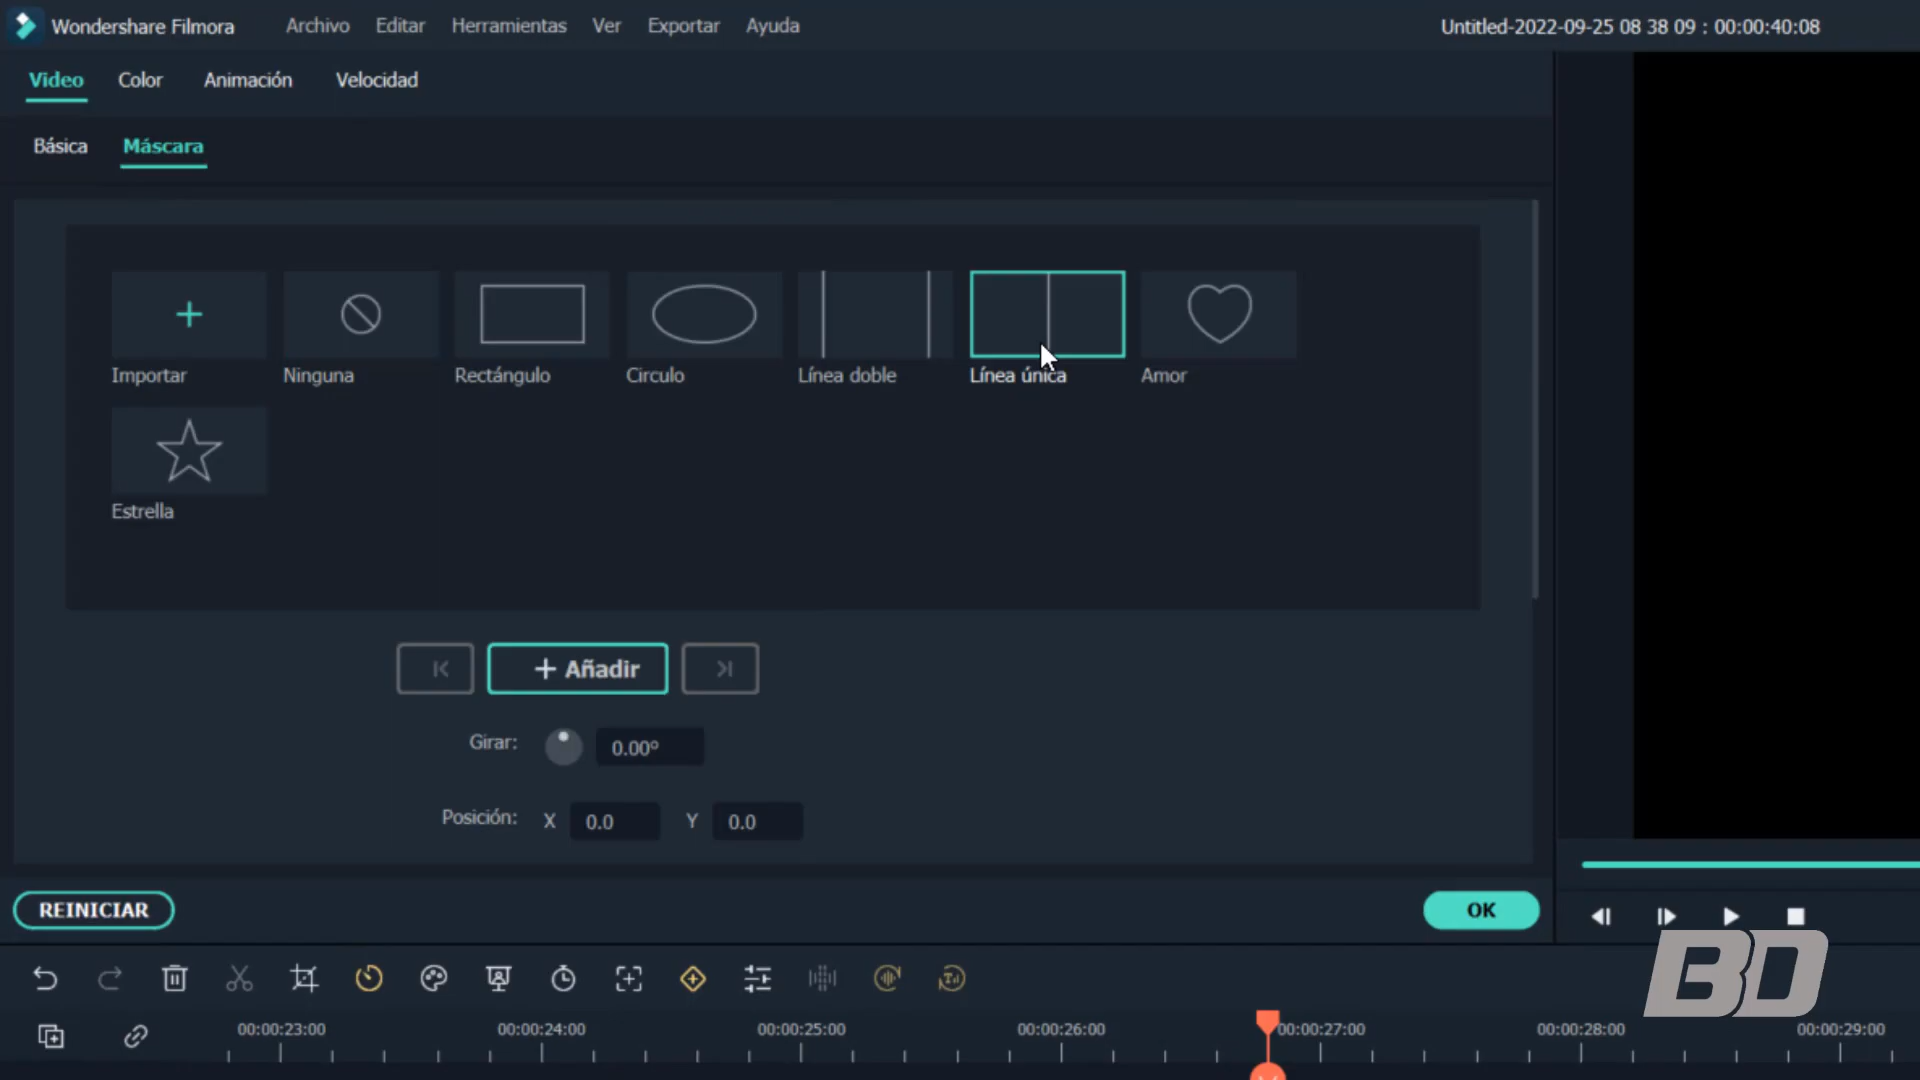 Wondershare Filmora Archivo Editar Herramientas Ver Exportar Ayuda Untitled-2022-09-25 08 38 09 : 00:00:40:08
Video Color Animación Velocidad
Básica Máscara
Importar Ninguna Rectángulo Circulo Línea doble Línea única Amor
Estrella
+ Añadir
Girar: 0.00º
Posición: X 0.0 Y 0.0
REINICIAR OK
BD
00:00:23:00 00:00:24:00 00:00:25:00 00:00:26:00 00:00:27:00 00:00:28:00 00:00:29:00